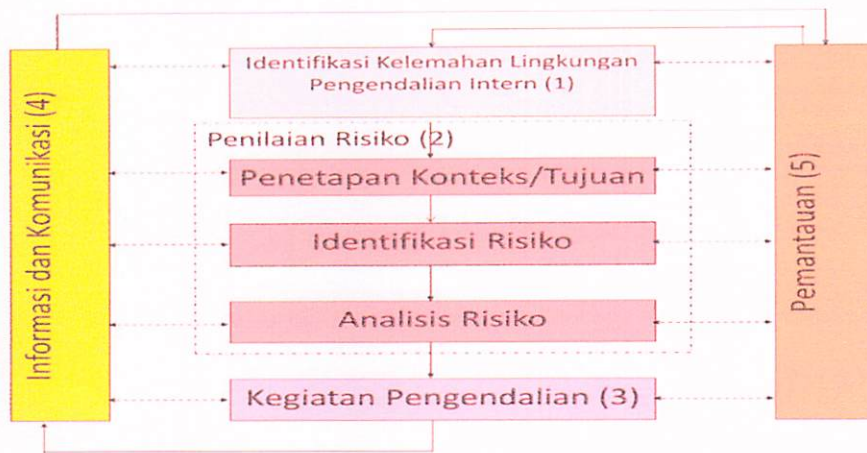 Informasi dan Komunikasi (4)
Identifikasi Kelemahan Lingkungan
Pengendalian Intern (1)
Penilaian Risiko (2)
Penetapan Konteks/Tujuan
Identifikasi Risiko
Analisis Risiko
Kegiatan Pengendalian (3)
Pemantauan (5)